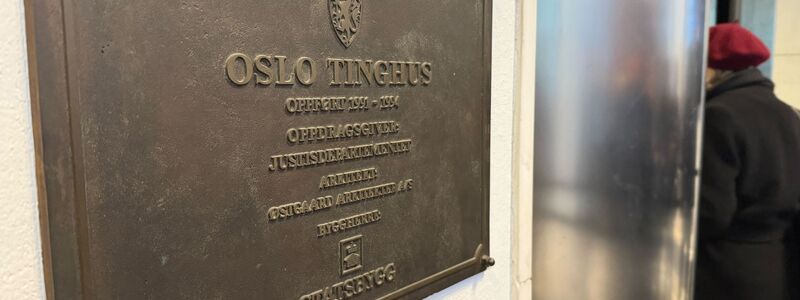 OSLO TINGHUS
OPPFØRT 1991 - 1994
OPPDRAGSGIVER:
JUSTISDEPARTEMENTET
ARKITEKT:
ØSTGAARD ARKITEKTER A/S
BYGGHERRE:
STATSBYGG